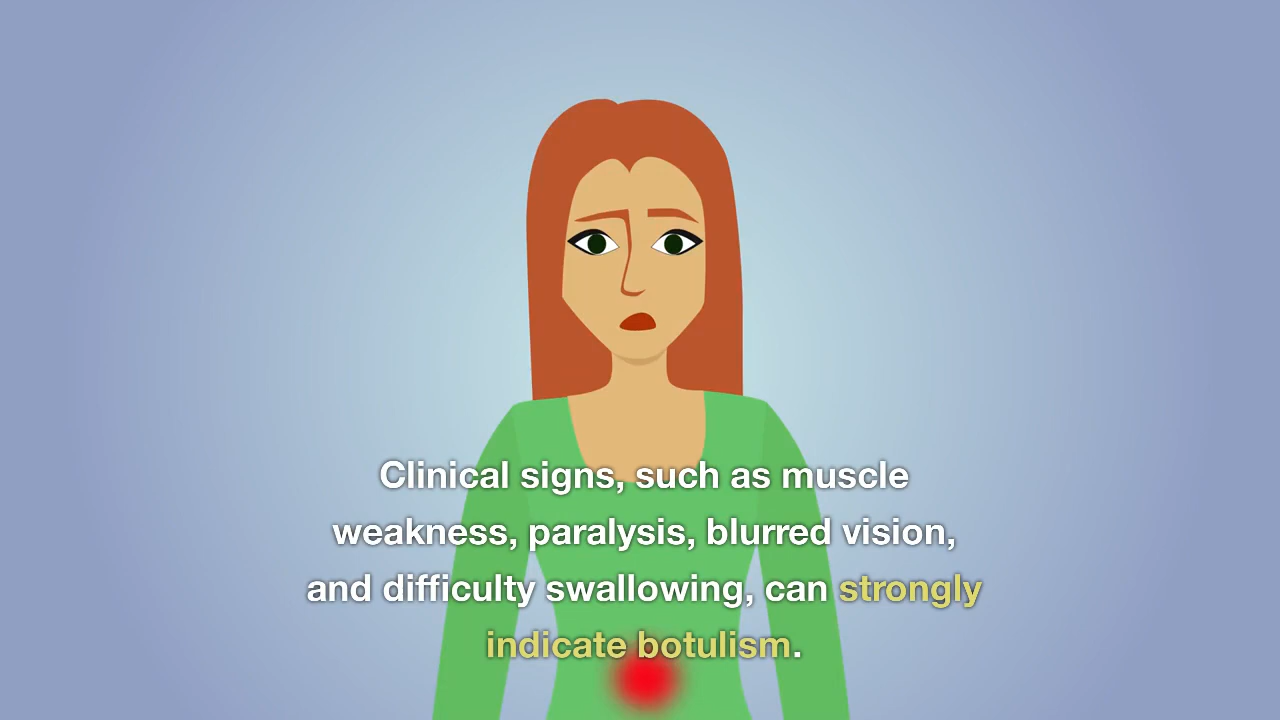 Clinical signs, such as muscle
weakness, paralysis, blurred vision,
and difficulty swallowing, can strongly
indicate botulism.